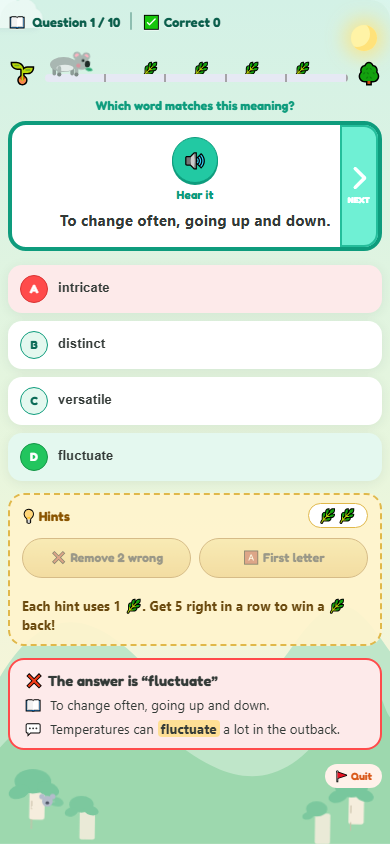 Question 1 / 10
Correct 0
Which word matches this meaning?
Hear it
To change often, going up and down.
NEXT
A intricate
B distinct
C versatile
D fluctuate
Hints
Remove 2 wrong
A First letter
Each hint uses 1 . Get 5 right in a row to win a
back!
The answer is “fluctuate”
To change often, going up and down.
Temperatures can fluctuate a lot in the outback.
Quit